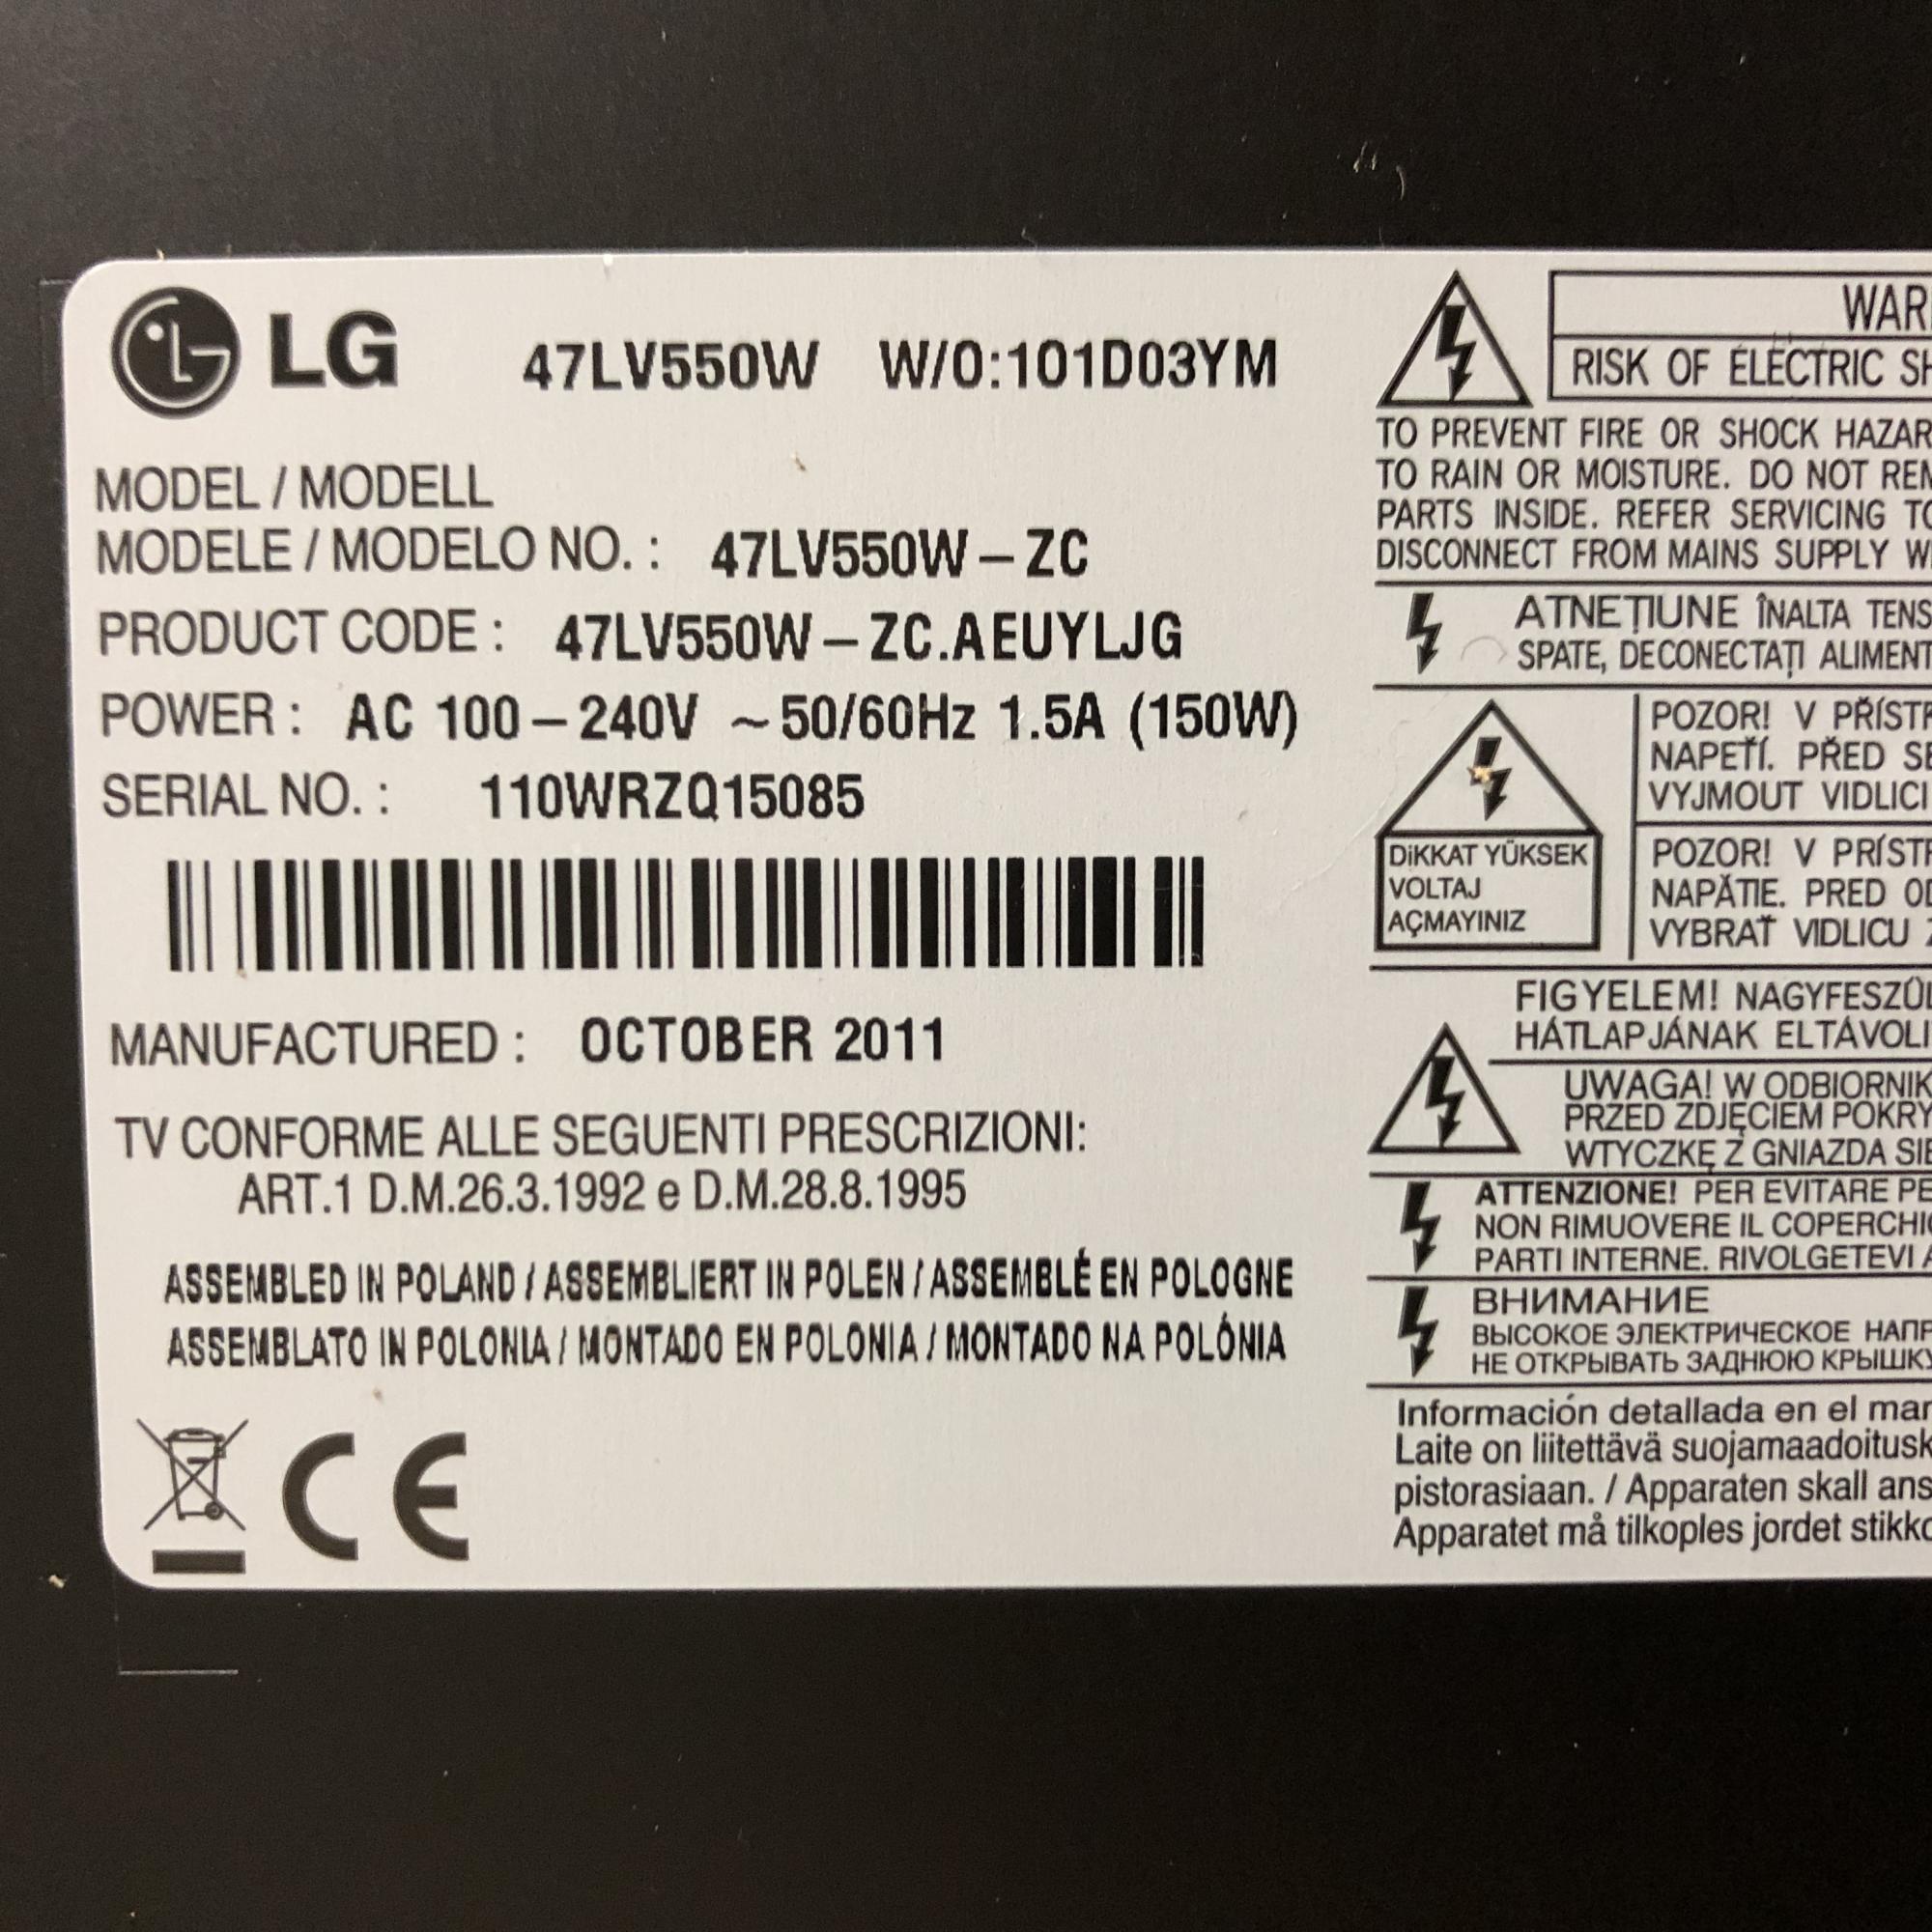 LG 47LV550W W/O:101D03YM
MODEL / MODELL
MODELE / MODELO NO. : 47LV550W – ZC
PRODUCT CODE : 47LV550W – ZC.AEUYLJG
POWER : AC 100 – 240V ~ 50/60Hz 1.5A (150W)
SERIAL NO. : 110WRZQ15085
MANUFACTURED : OCTOBER 2011
TV CONFORME ALLE SEGUENTI PRESCRIZIONI:
ART.1 D.M.26.3.1992 e D.M.28.8.1995
ASSEMBLED IN POLAND / ASSEMBLIERT IN POLEN / ASSEMBLÉ EN POLOGNE
ASSEMBLATO IN POLONIA / MONTADO EN POLONIA / MONTADO NA POLÓNIA
CE
RISK OF ELECTRIC
TO PREVENT FIRE OR SHOCK
TO RAIN OR MOISTURE. DO NOT
PARTS INSIDE. REFER SERVICING
DISCONNECT FROM MAINS SUPPLY
ATNEȚIUNE ÎNALTA
SPATE, DECONECTAȚI
DİKKAT YÜKSEK
VOLTAJ
AÇMAYINIZ
POZOR! V
NAPETÍ. PŘED
VYJMOUT VIDLICI
POZOR! V
NAPÄTIE. PRED
VYBRAŤ VIDLICU
FIGYELEM!
HÁTLAPJÁNAK
UWAGA! W
PRZED ZDJĘCIEM
WTYCZKĘ Z GNIAZDA
ATTENZIONE! PER EVITARE
NON RIMUOVERE IL
PARTI INTERNE. RIVOLGETEVI
ВНИМАНИЕ
ВЫСОКОЕ ЭЛЕКТРИЧЕСКОЕ
НЕ ОТКРЫВАТЬ ЗАДНЮЮ
Información detallada en el
Laite on liitettävä
pistorasiaan. / Apparaten skall
Apparatet må tilkoples jordet